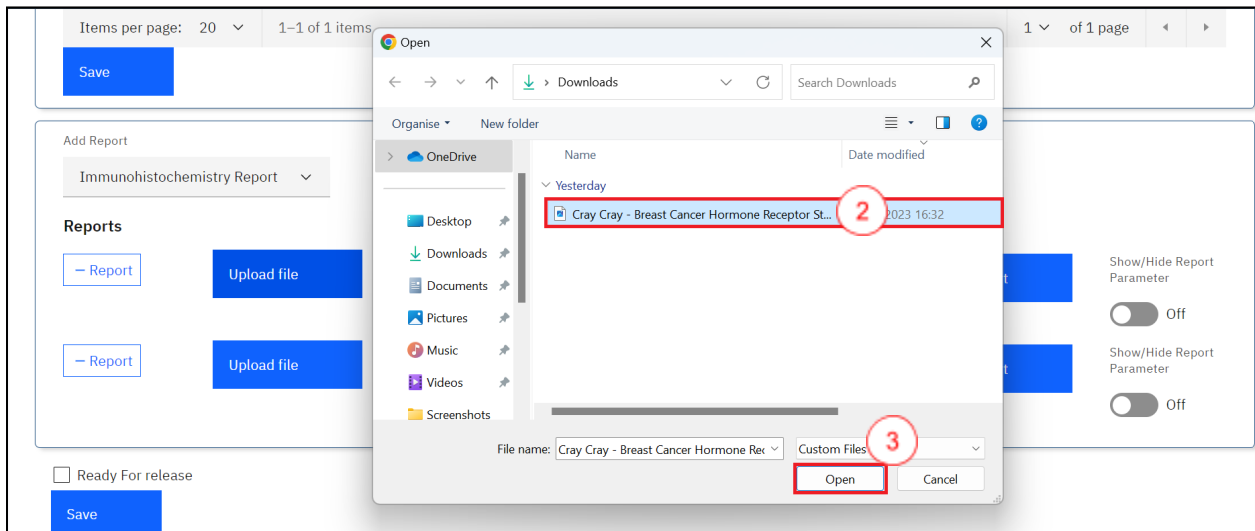 Items per page: 20 1–1 of 1 items 1 of 1 page
Save
Open
Downloads Search Downloads
Organise New folder
OneDrive
Desktop
Downloads
Documents
Pictures
Music
Videos
Screenshots
Name Date modified
Yesterday
Cray Cray - Breast Cancer Hormone Receptor St... 2 2023 16:32
File name: Cray Cray - Breast Cancer Hormone Rec Custom Files 3
Open Cancel
Add Report
Immunohistochemistry Report
Reports
– Report Upload file t Show/Hide Report
Parameter
Off
– Report Upload file t Show/Hide Report
Parameter
Off
Ready For release
Save